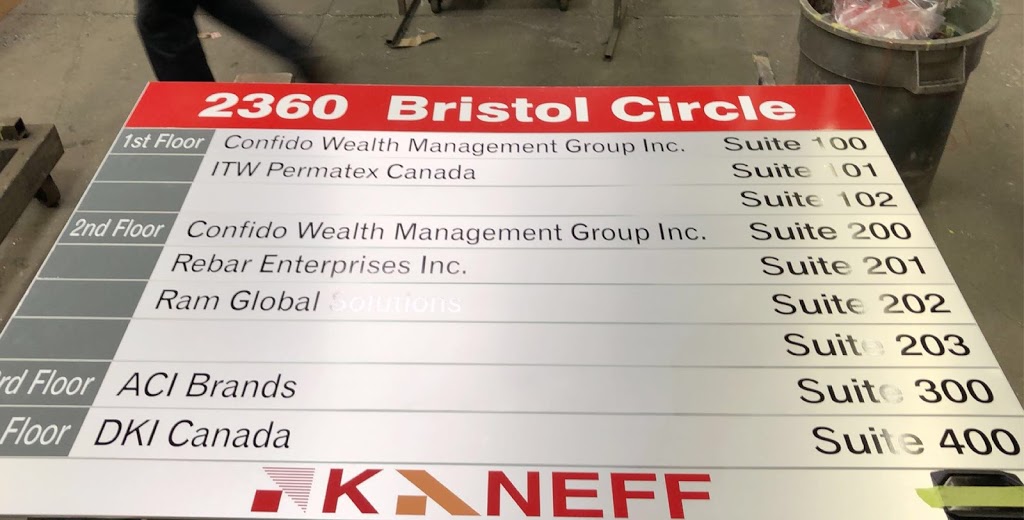 2360 Bristol Circle
1st Floor Confido Wealth Management Group Inc. Suite 100
ITW Permatex Canada Suite 101
Suite 102
2nd Floor Confido Wealth Management Group Inc. Suite 200
Rebar Enterprises Inc. Suite 201
Ram Global Solutions Suite 202
Suite 203
rd Floor ACI Brands Suite 300
Floor DKI Canada Suite 400
KANEFF